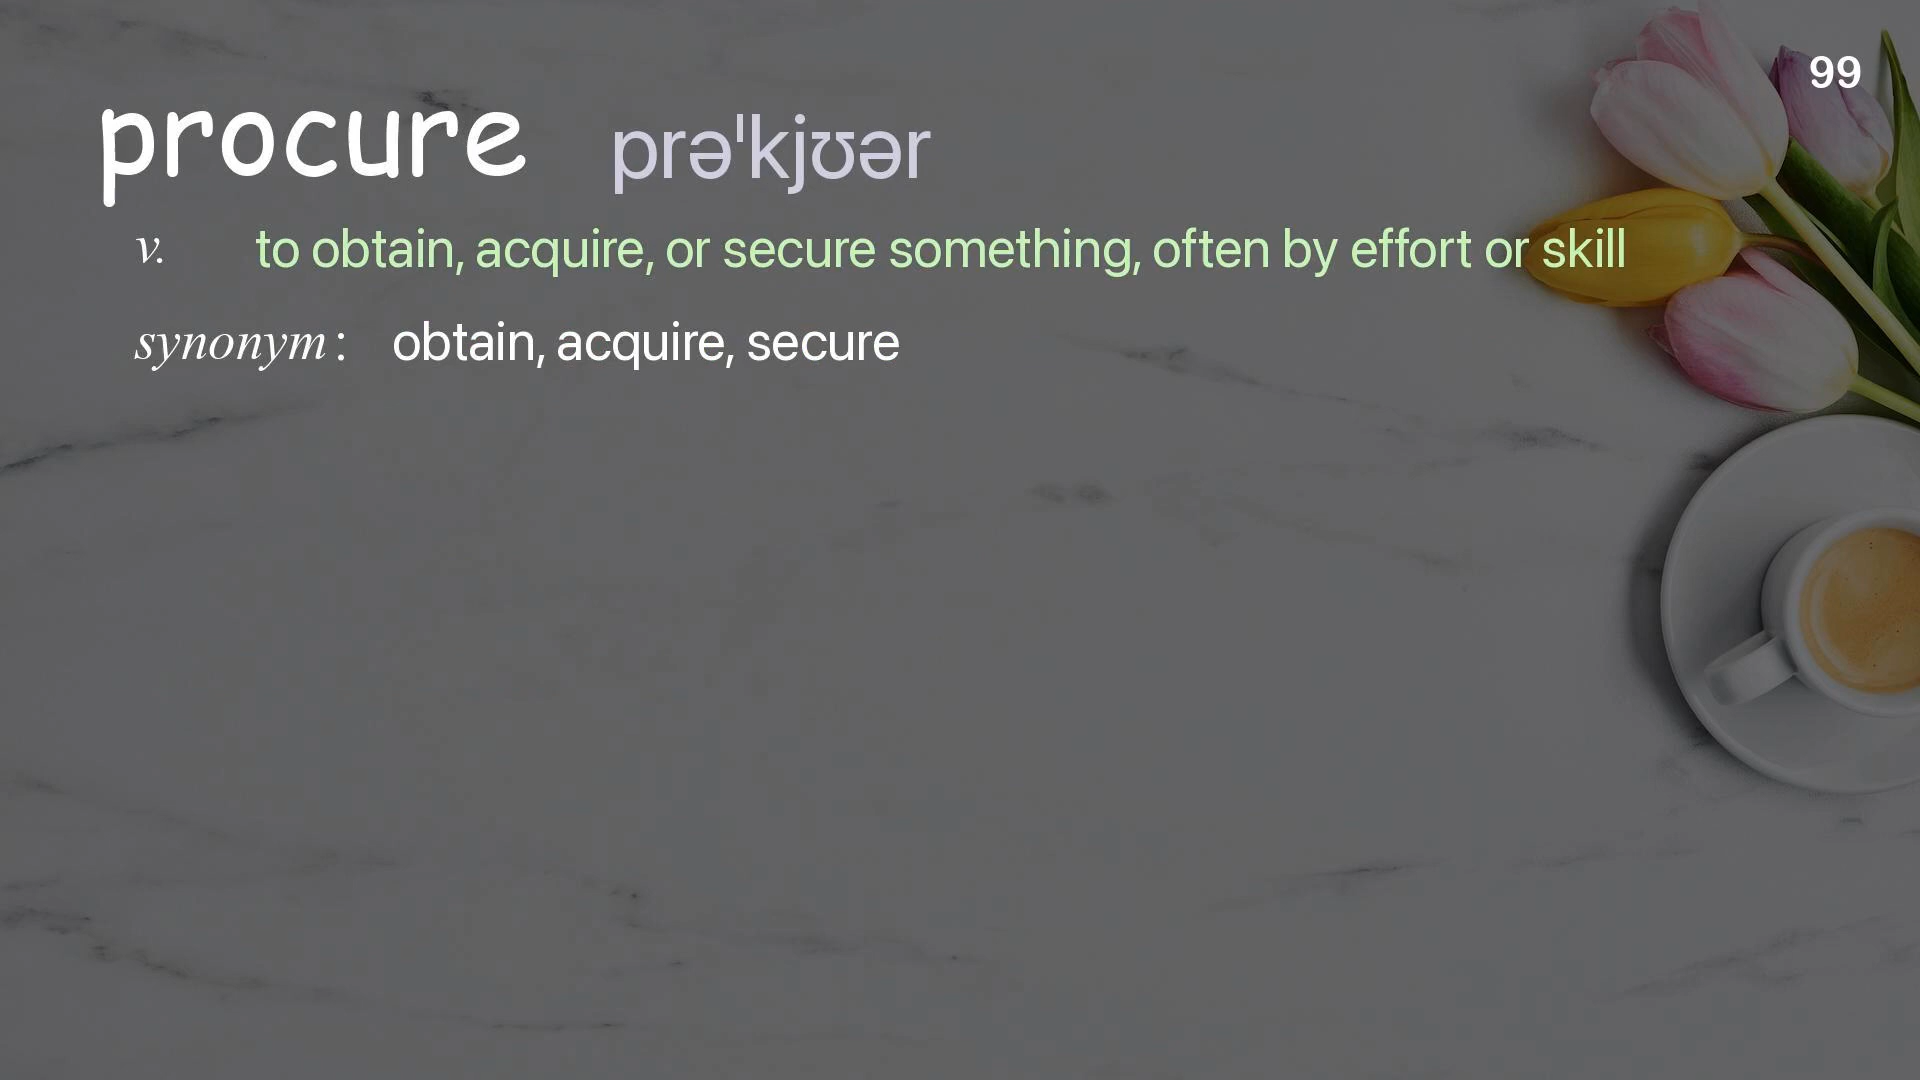 99
procure prəˈkjʊər
v. to obtain, acquire, or secure something, often by effort or skill
synonym : obtain, acquire, secure